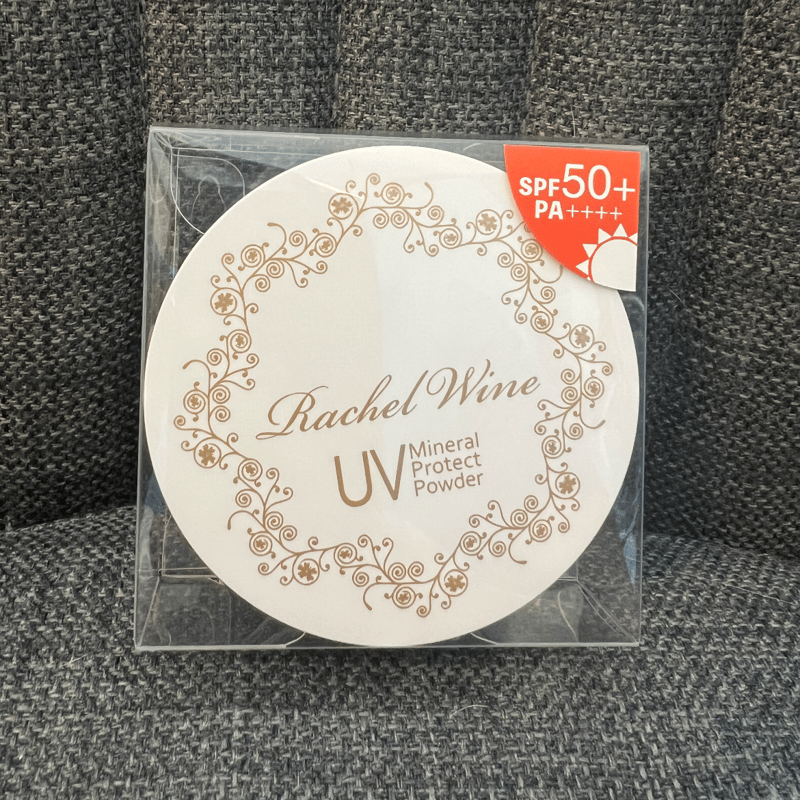 SPF50+
PA++++
Rachel Wine
UV Mineral
Protect
Powder